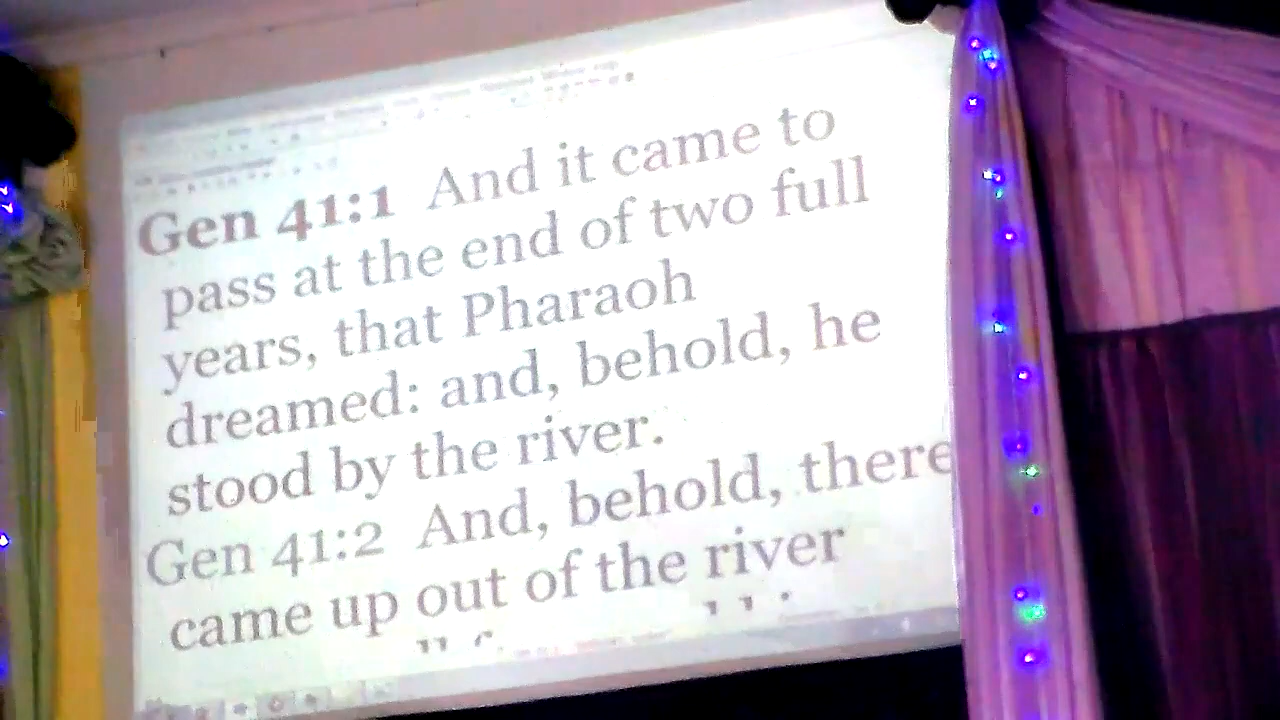 Gen 41:1 And it came to
pass at the end of two full
years, that Pharaoh
dreamed: and, behold, he
stood by the river.
Gen 41:2 And, behold, there
came up out of the river